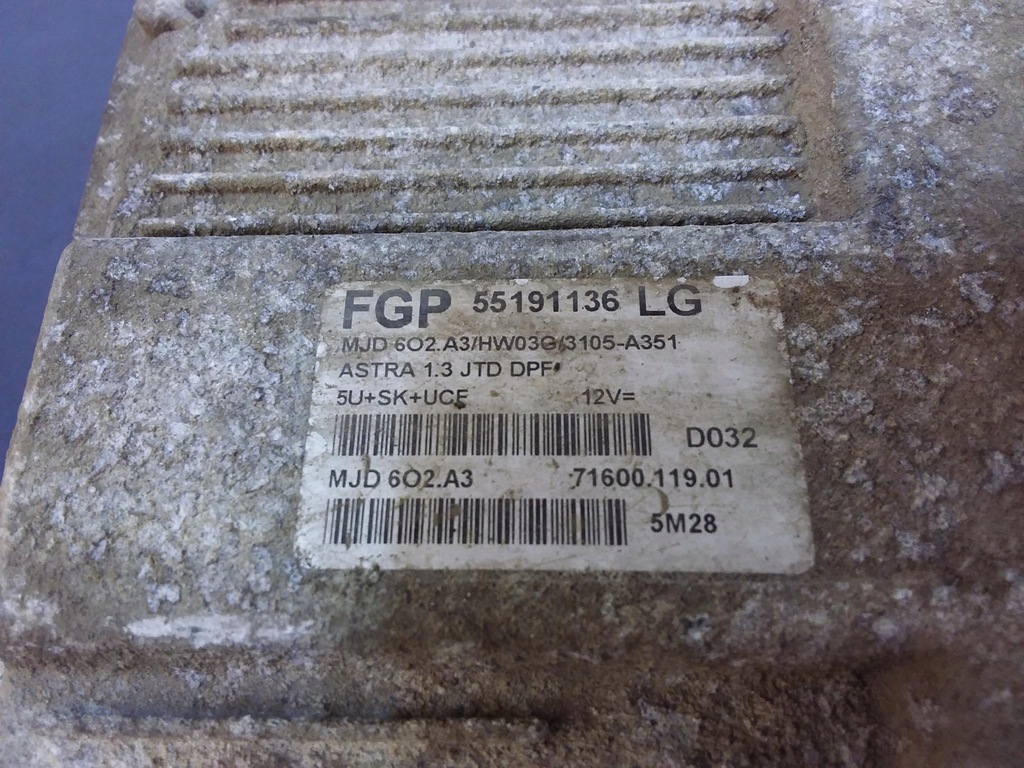 FGP 55191136 LG
MJD 6O2.A3/HW03G/3105-A351
ASTRA 1.3 JTD DPF
5U+SK+UCF 12V=
D032
MJD 6O2.A3 71600.119.01
5M28